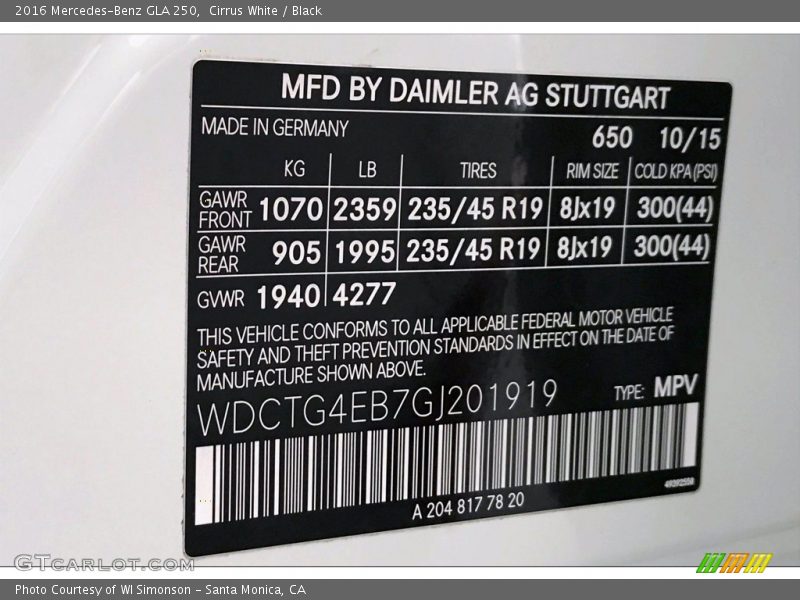 2016 Mercedes-Benz GLA 250,  Cirrus White / Black
MFD BY DAIMLER AG STUTTGART
MADE IN GERMANY 650 10/15
KG LB TIRES RIM SIZE COLD KPA (PSI)
GAWR FRONT 1070 2359 235/45 R19 8Jx19 300(44)
GAWR REAR 905 1995 235/45 R19 8Jx19 300(44)
GVWR 1940 4277
THIS VEHICLE CONFORMS TO ALL APPLICABLE FEDERAL MOTOR VEHICLE
SAFETY AND THEFT PREVENTION STANDARDS IN EFFECT ON THE DATE OF
MANUFACTURE SHOWN ABOVE.
WDCTG4EB7GJ201919 TYPE: MPV
A 204 817 78 20
GTCARLOT.COM
Photo Courtesy of WI Simonson - Santa Monica, CA